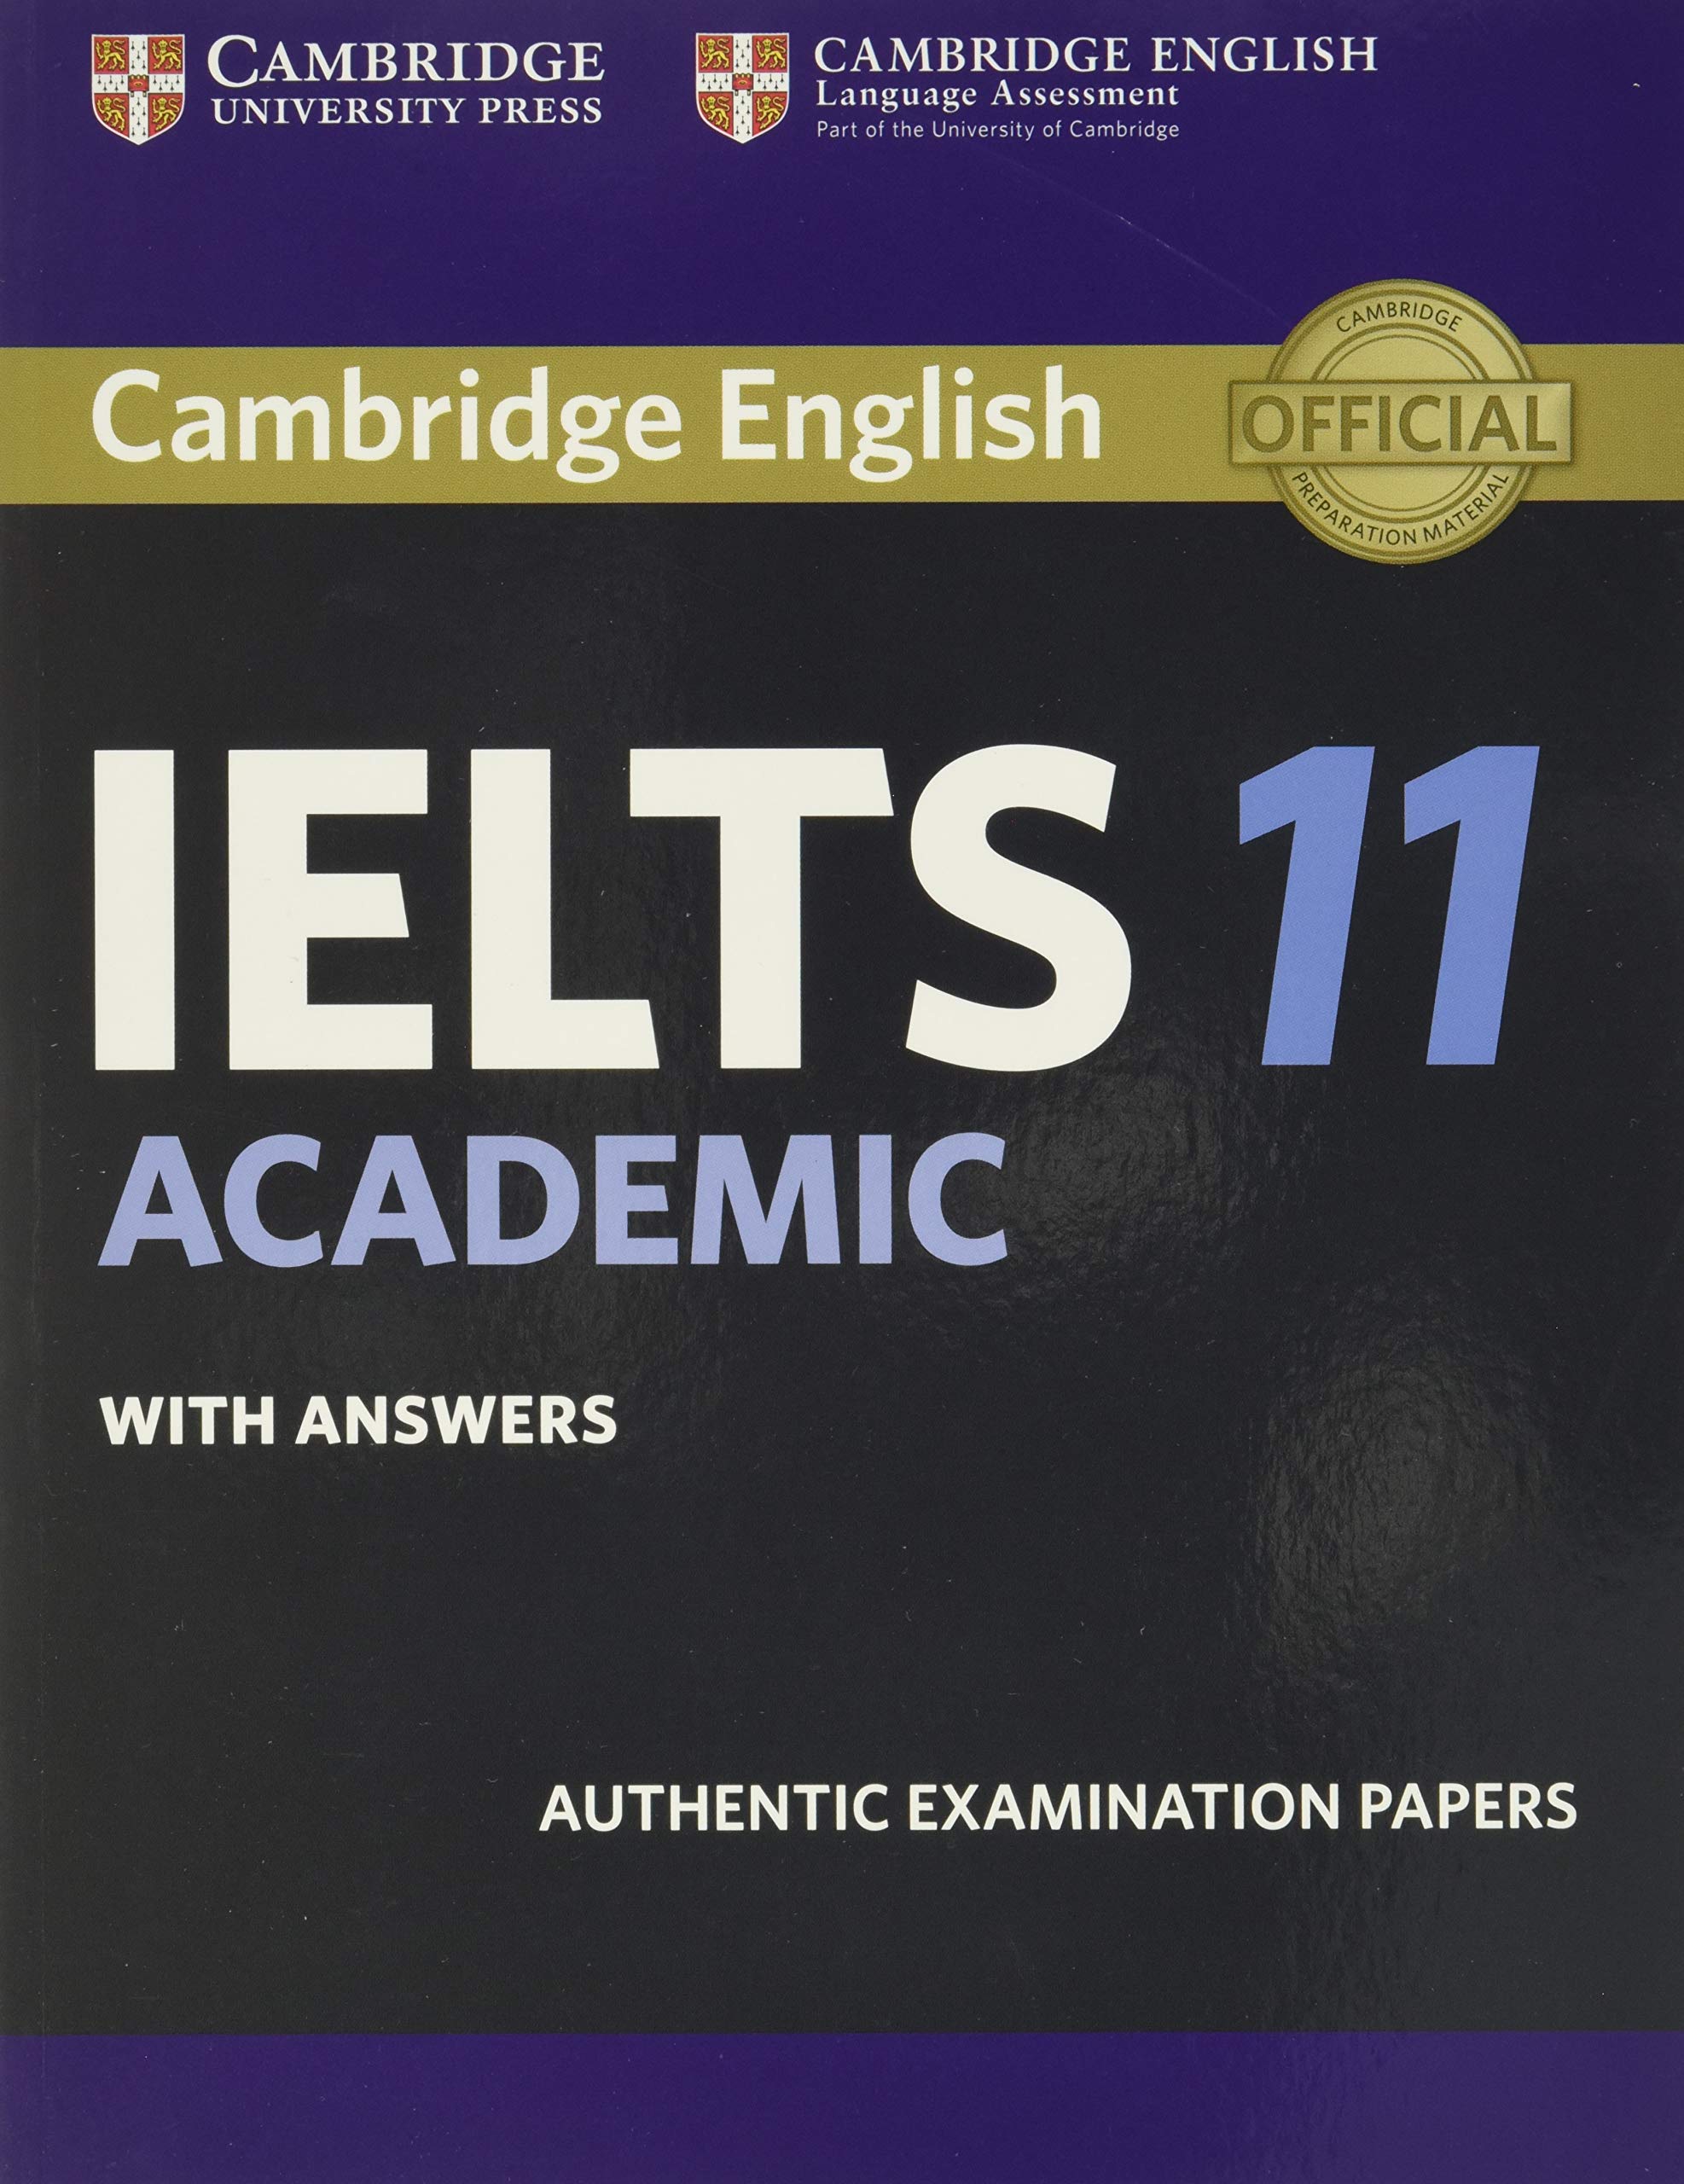 CAMBRIDGE
UNIVERSITY PRESS
CAMBRIDGE ENGLISH
Language Assessment
Part of the University of Cambridge
Cambridge English
CAMBRIDGE
OFFICIAL
PREPARATION MATERIAL
IELTS 11
ACADEMIC
WITH ANSWERS
AUTHENTIC EXAMINATION PAPERS